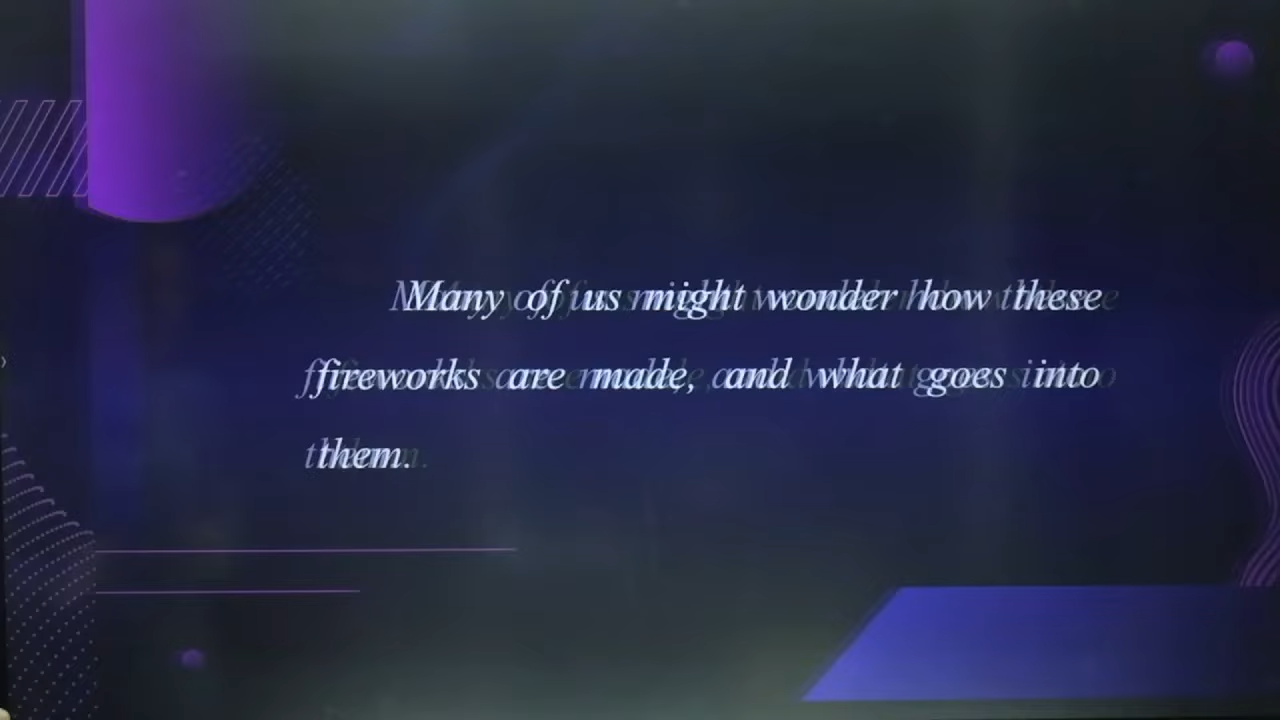 Many of us might wonder how these
fireworks are made, and what goes into
them.